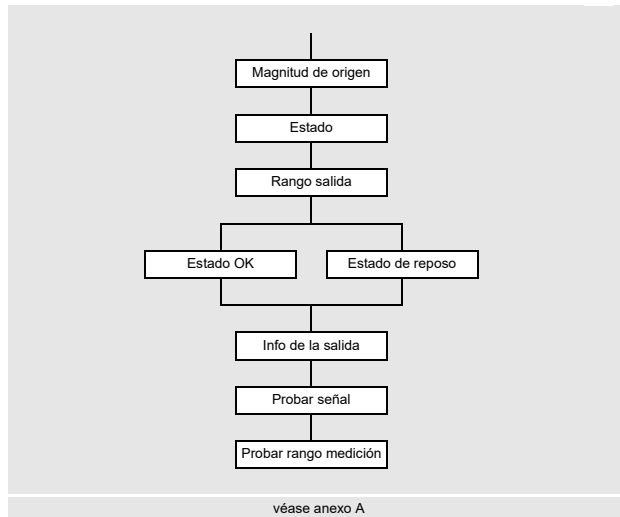 Magnitud de origen
Estado
Rango salida
Estado OK
Estado de reposo
Info de la salida
Probar señal
Probar rango medición
véase anexo A